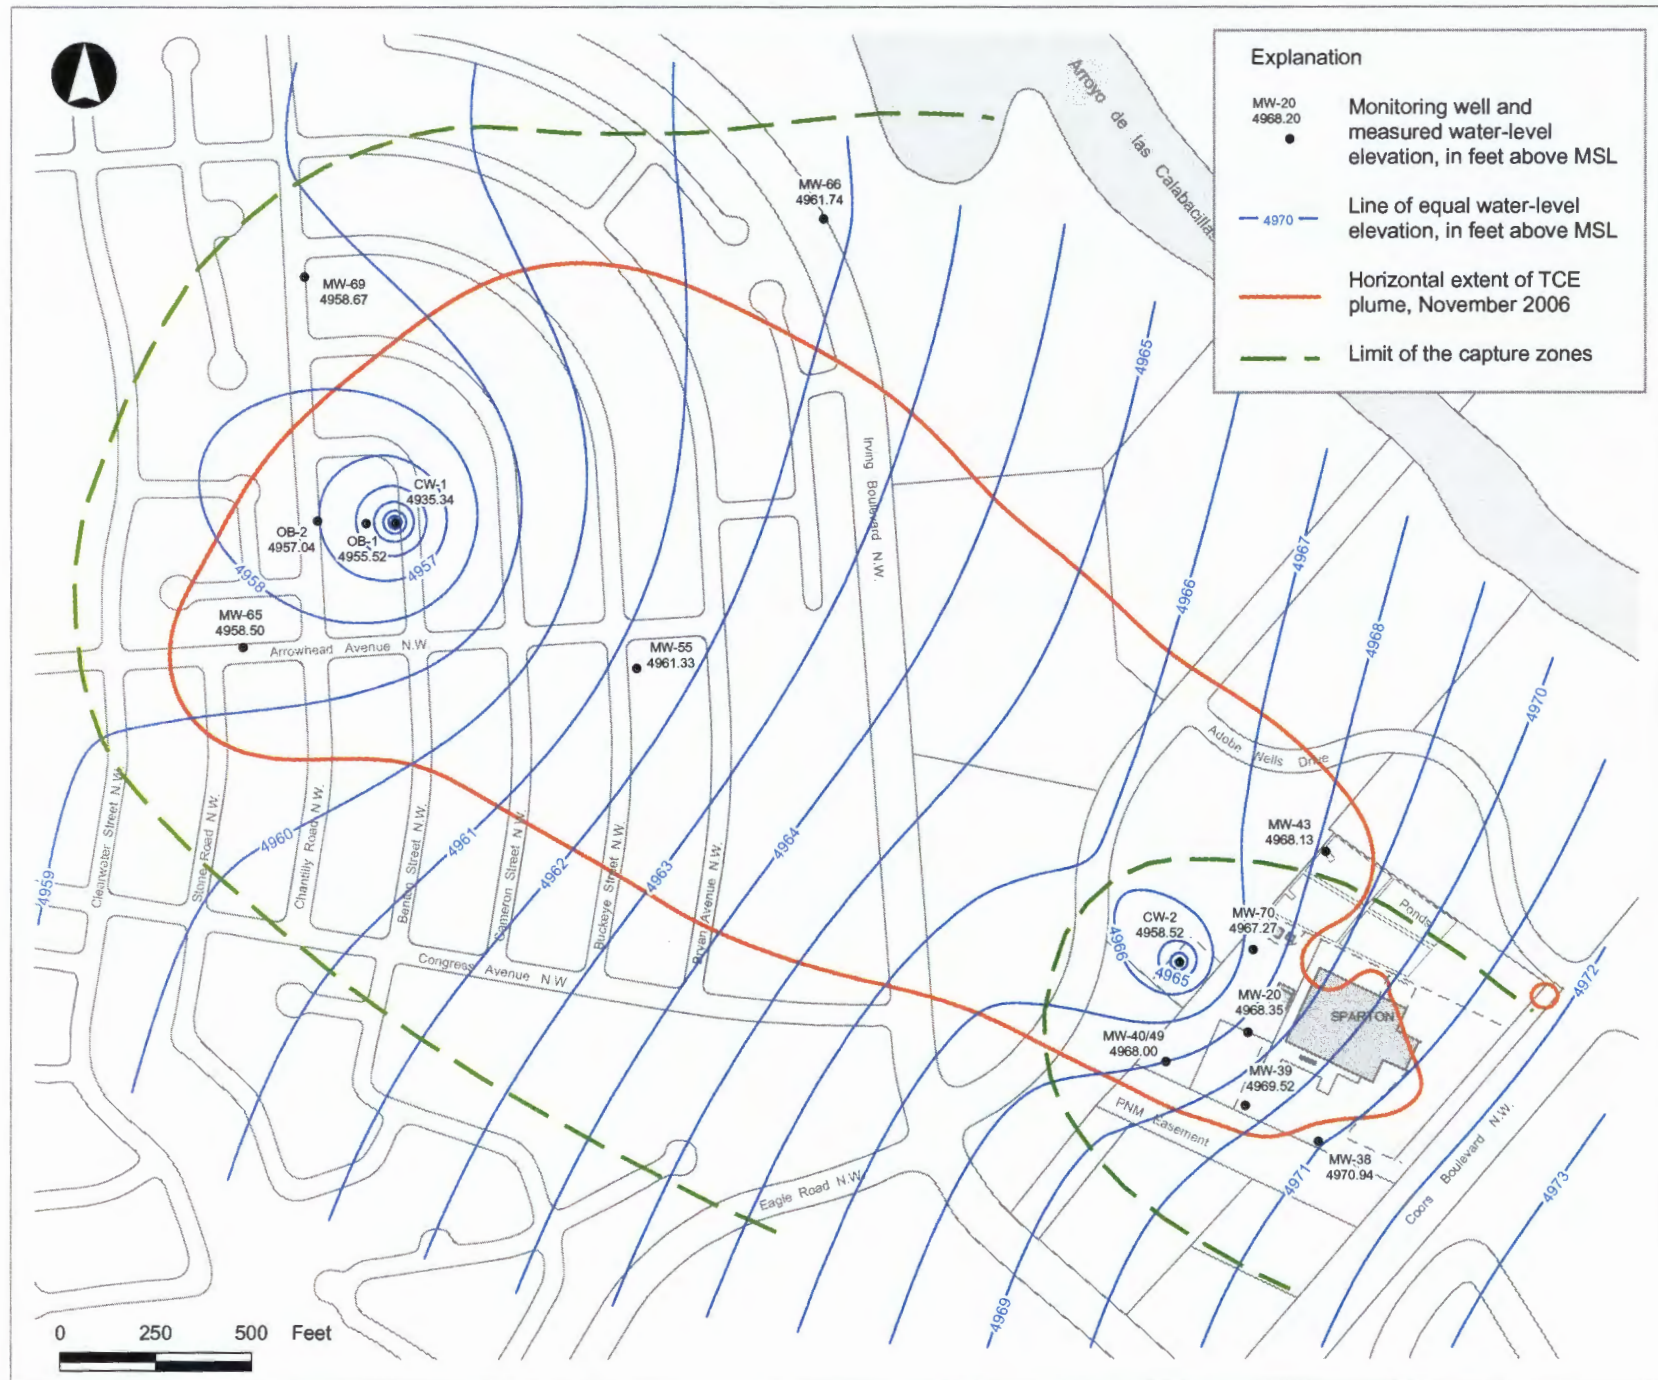 Explanation
MW-20
4968.20
Monitoring well and
measured water-level
elevation, in feet above MSL
4970
Line of equal water-level
elevation, in feet above MSL
Horizontal extent of TCE
plume, November 2006
Limit of the capture zones
Arroyo de las Calabacillas
MW-66
4961.74
MW-69
4958.67
4965
CW-1
4935.34
OB-2
4957.04
OB-1
4955.52
4957
4958
Irving Boulevard N.W.
4967
4966
4968
MW-65
4958.50
Arrowhead Avenue N.W.
MW-55
4961.33
4970
Adobe Wells Drive
Clearwater Street N.W.
Stone Road N.W.
Chantilly Road N.W.
Benton Street N.W.
Cameron Street N.W.
Buckeye Street N.W.
Bryan Avenue N.W.
4959
4960
4961
4962
4963
4964
MW-43
4968.13
Ponds
CW-2
4958.52
MW-70
4967.27
4966
4965
4972
Congress Avenue N.W.
MW-20
4968.35
SPARTON
MW-40/49
4968.00
MW-39
4969.52
PNM Easement
MW-38
4970.94
4971
Coors Boulevard N.W.
4973
Eagle Road N.W.
4969
0 250 500 Feet